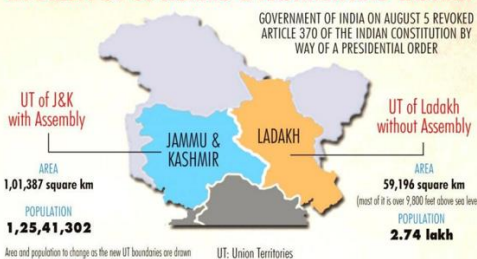 GOVERNMENT OF INDIA ON AUGUST 5 REVOKED
ARTICLE 370 OF THE INDIAN CONSTITUTION BY
WAY OF A PRESIDENTIAL ORDER
UT of J&K
with Assembly
AREA
1,01,387 square km
POPULATION
1,25,41,302
JAMMU &
KASHMIR
LADAKH
UT of Ladakh
without Assembly
AREA
59,196 square km
(most of it is over 9,800 feet above sea leve
POPULATION
2.74 lakh
Area and population to change as the new UT boundaries are drawn
UT: Union Territories